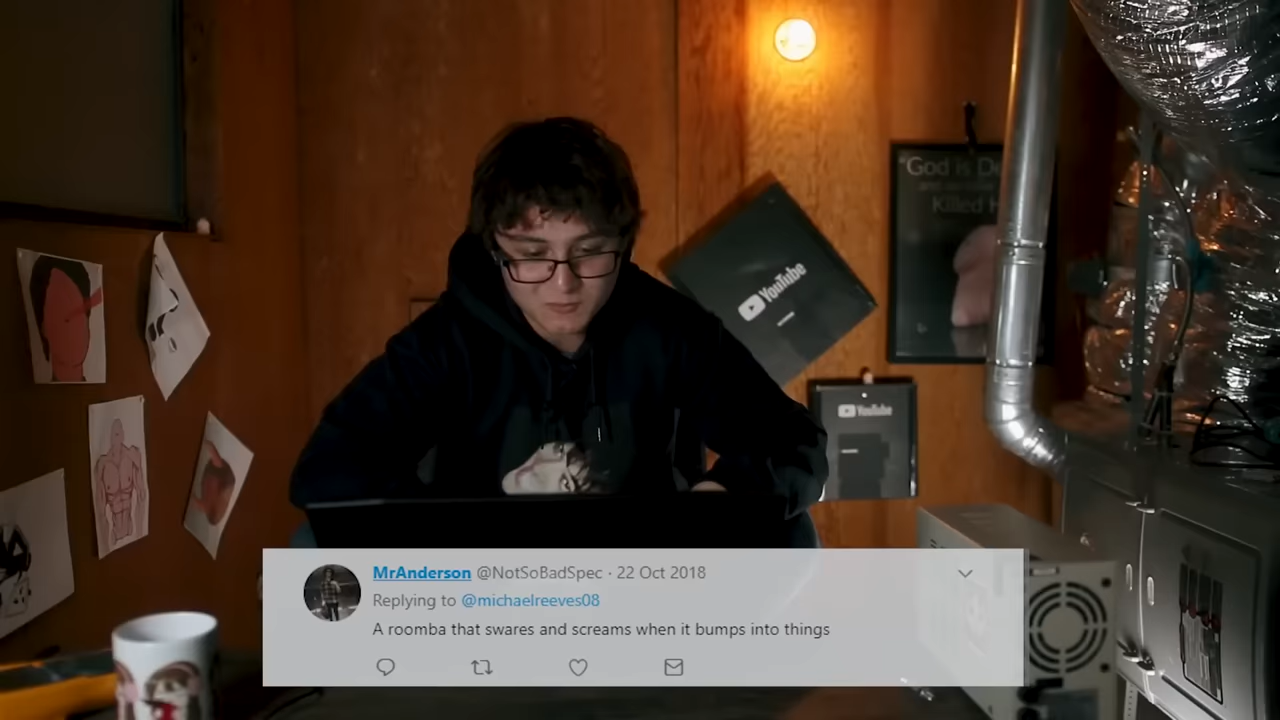 "God is De
Killed H
YouTube
YouTube
MrAnderson @NotSoBadSpec · 22 Oct 2018
Replying to @michaelreeves08
A roomba that swares and screams when it bumps into things